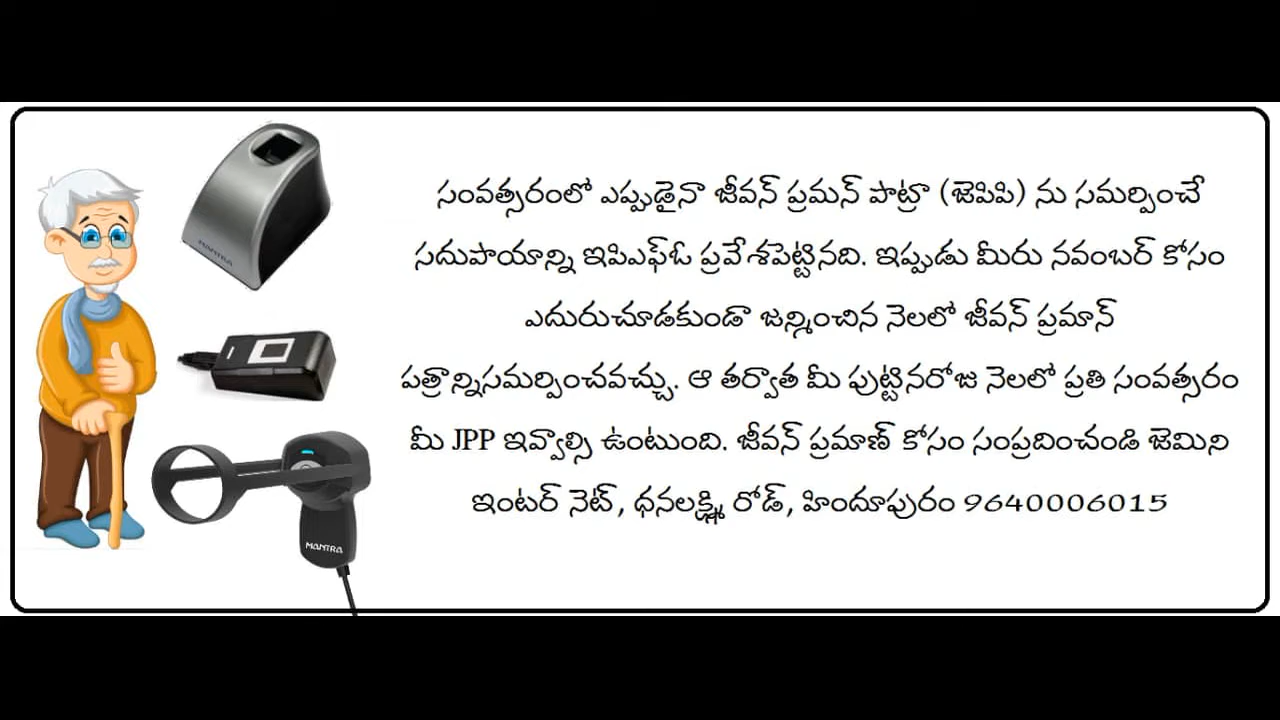 MANTRA
సంవత్సరంలో ఎప్పుడైనా జీవన్ ప్రమన్ పాట్రా (జెపిపి) ను సమర్పించే
సదుపాయాన్ని ఇపిఎఫ్ఓ ప్రవేశపెట్టినది. ఇప్పుడు మీరు నవంబర్ కోసం
ఎదురుచూడకుండా జన్మించిన నెలలో జీవన్ ప్రమాన్
పత్రాన్నిసమర్పించవచ్చు. ఆ తర్వాత మీ పుట్టినరోజు నెలలో ప్రతి సంవత్సరం
మీ JPP ఇవ్వాల్సి ఉంటుంది. జీవన్ ప్రమాణ్ కోసం సంప్రదించండి జెమిని
ఇంటర్ నెట్, ధనలక్ష్మి రోడ్, హిందూపురం 9640006015
MANTRA